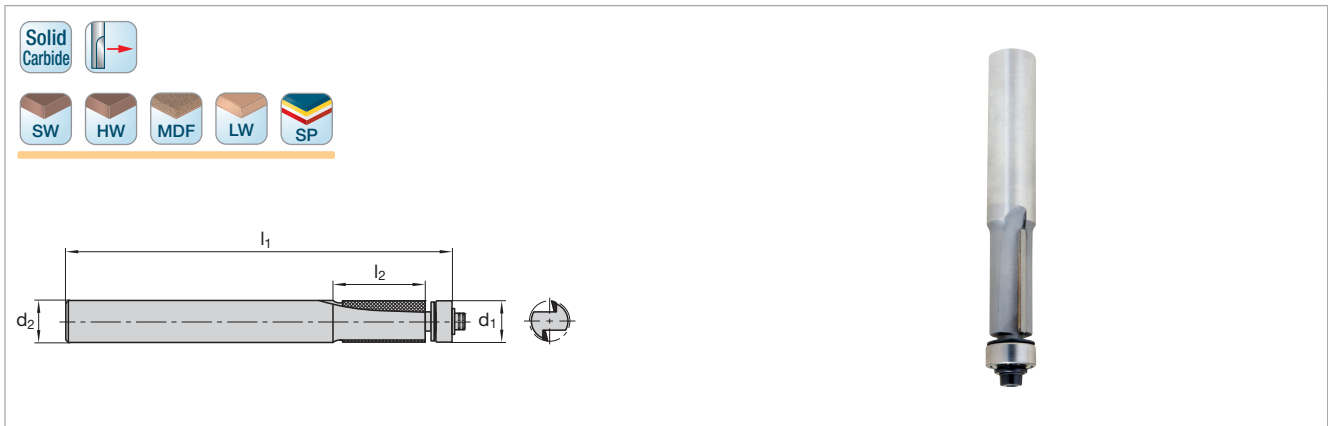 Solid
Carbide
SW HW MDF LW SP
l₁
l₂
d₂ d₁